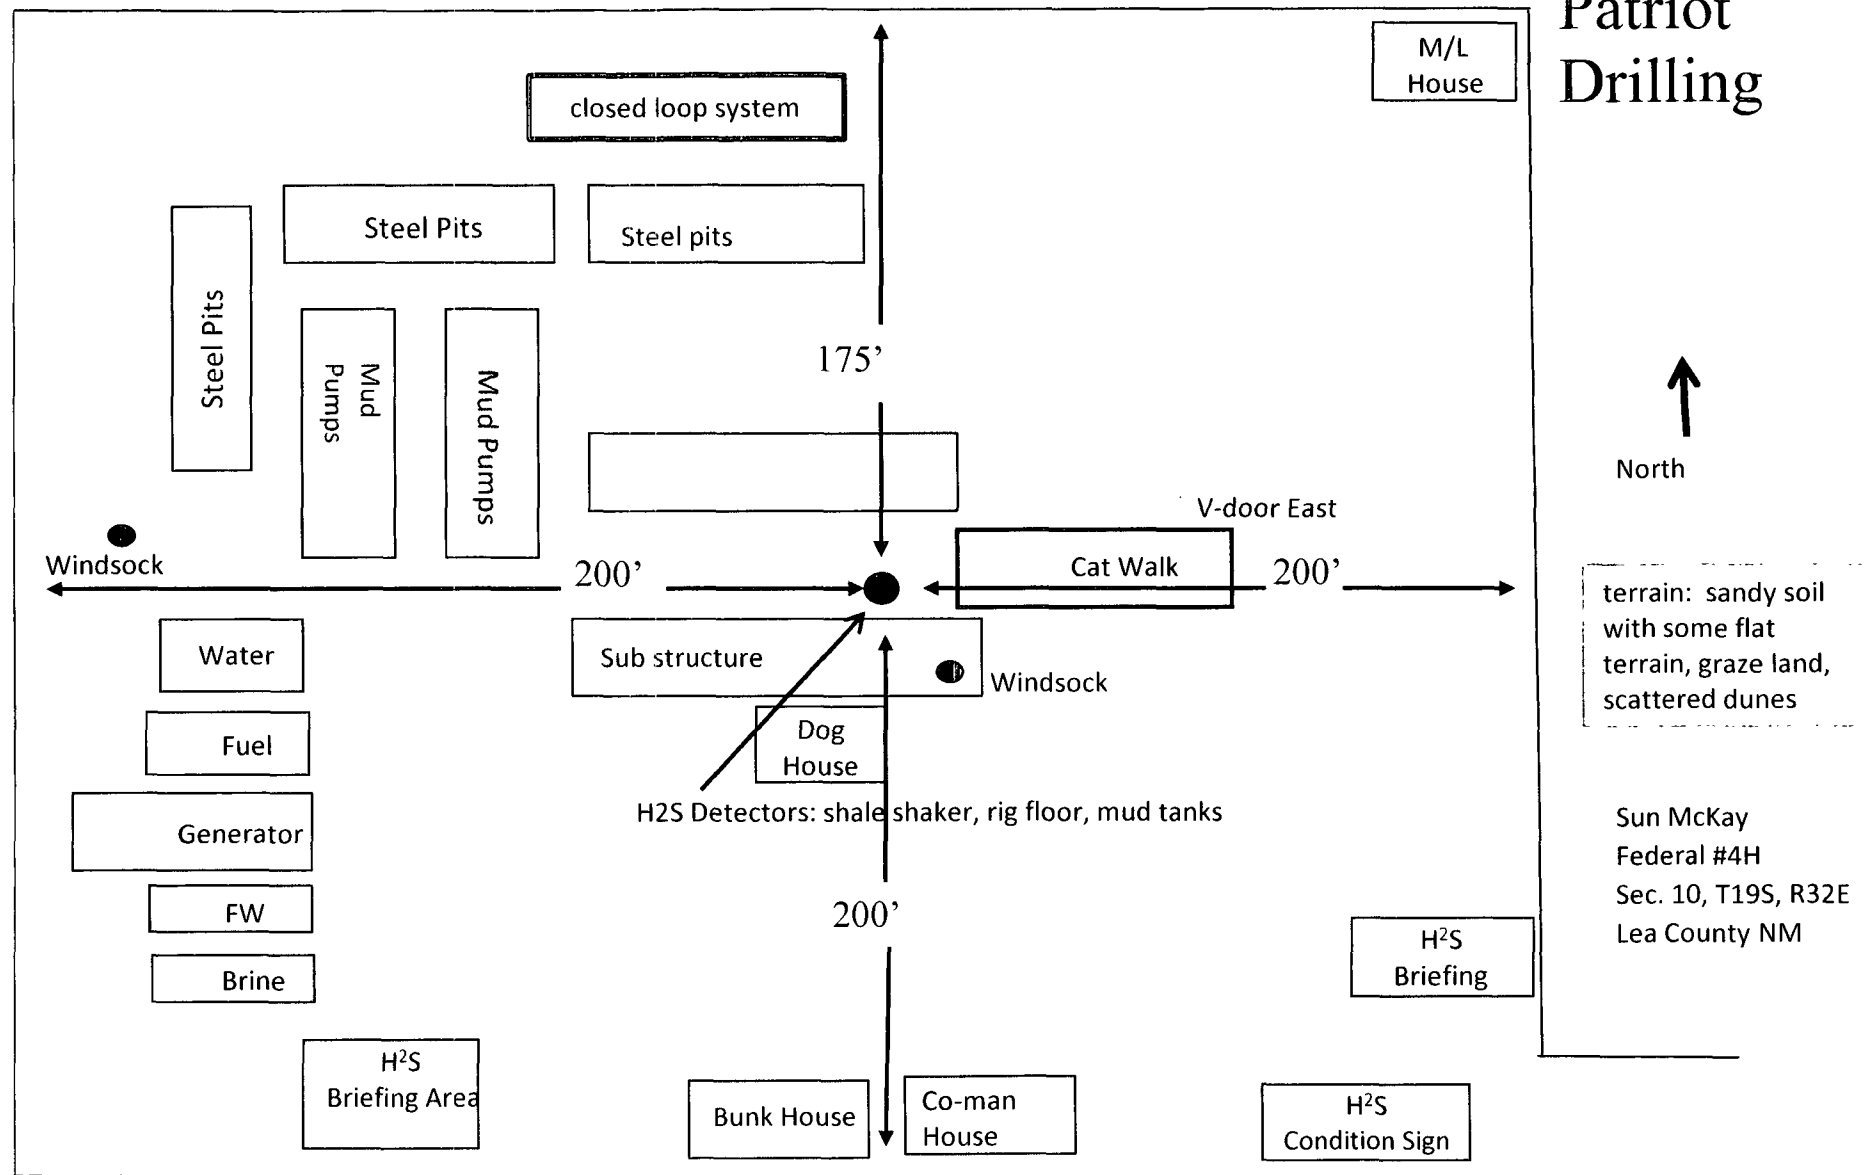 Patriot
Drilling
M/L
House
closed loop system
Steel Pits
Steel pits
Steel Pits
Mud
Pumps
Mud Pumps
175’
North
V-door East
Windsock
200’
Cat Walk
200’
terrain: sandy soil
with some flat
terrain, graze land,
scattered dunes
Water
Sub structure
Windsock
Fuel
Dog
House
H2S Detectors: shale shaker, rig floor, mud tanks
Generator
Sun McKay
Federal #4H
Sec. 10, T19S, R32E
Lea County NM
FW
200’
H²S
Briefing
Brine
H²S
Briefing Area
Bunk House
Co-man
House
H²S
Condition Sign